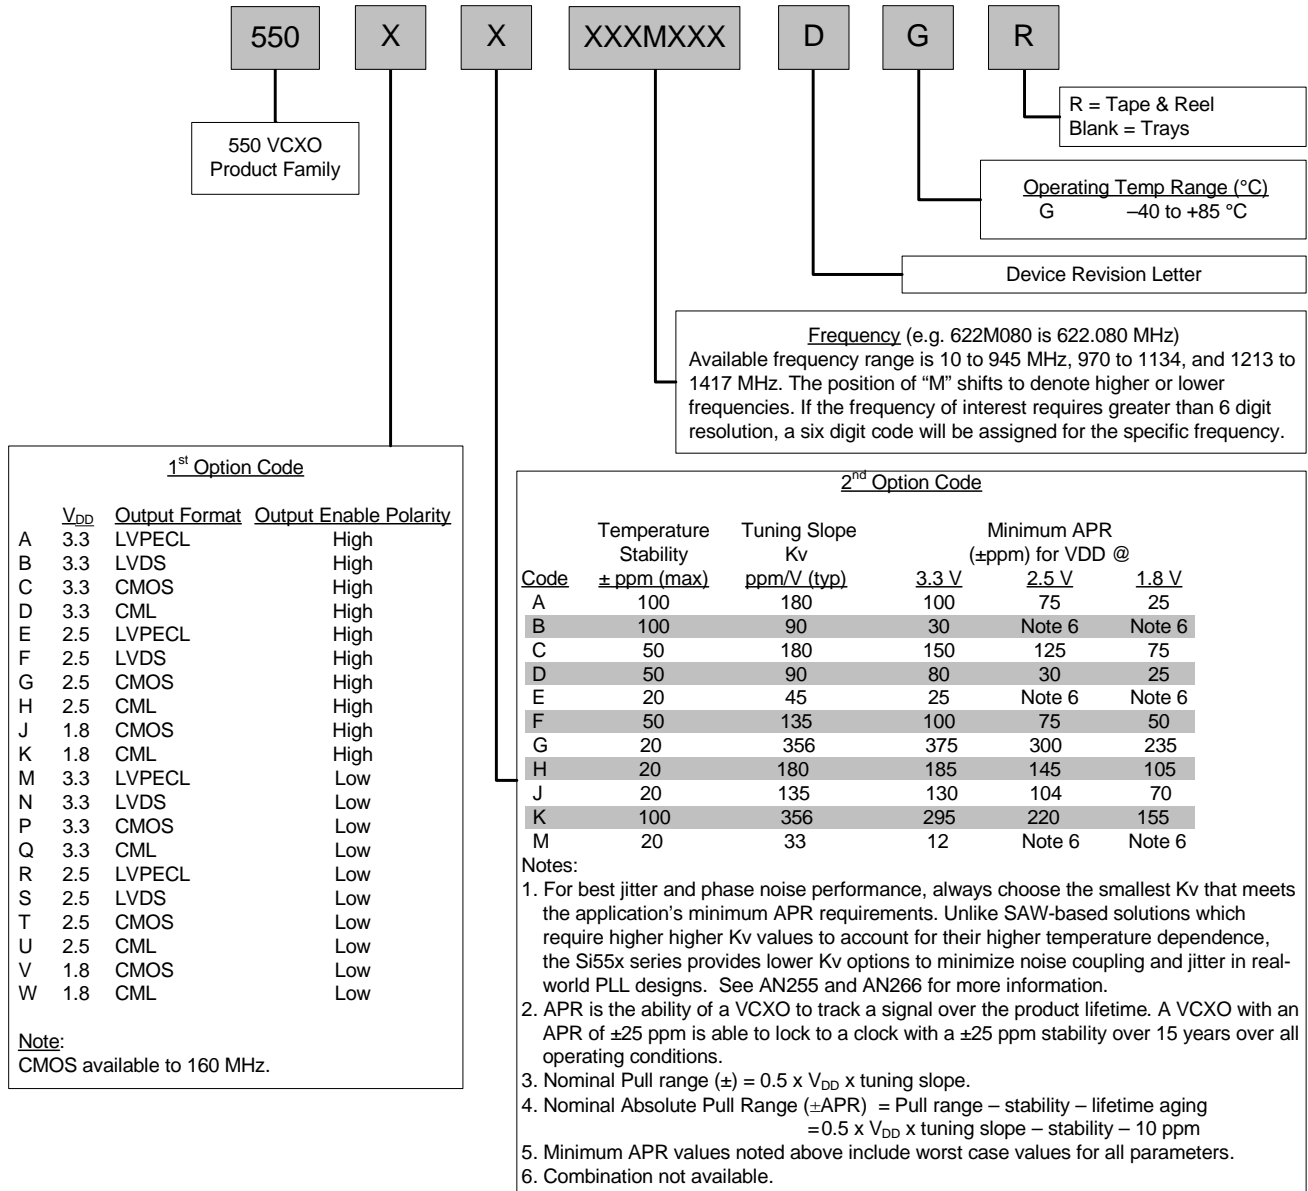 550 X X XXXMXXX D G R
550 VCXO
Product Family
R = Tape & Reel
Blank = Trays
Operating Temp Range (°C)
G –40 to +85 °C
Device Revision Letter
Frequency (e.g. 622M080 is 622.080 MHz)
Available frequency range is 10 to 945 MHz, 970 to 1134, and 1213 to
1417 MHz. The position of “M” shifts to denote higher or lower
frequencies. If the frequency of interest requires greater than 6 digit
resolution, a six digit code will be assigned for the specific frequency.
1st Option Code
VDD Output Format Output Enable Polarity
A 3.3 LVPECL High
B 3.3 LVDS High
C 3.3 CMOS High
D 3.3 CML High
E 2.5 LVPECL High
F 2.5 LVDS High
G 2.5 CMOS High
H 2.5 CML High
J 1.8 CMOS High
K 1.8 CML High
M 3.3 LVPECL Low
N 3.3 LVDS Low
P 3.3 CMOS Low
Q 3.3 CML Low
R 2.5 LVPECL Low
S 2.5 LVDS Low
T 2.5 CMOS Low
U 2.5 CML Low
V 1.8 CMOS Low
W 1.8 CML Low
Note:
CMOS available to 160 MHz.
2nd Option Code
Temperature Tuning Slope Minimum APR
Stability Kv (±ppm) for VDD @
Code ± ppm (max) ppm/V (typ) 3.3 V 2.5 V 1.8 V
A 100 180 100 75 25
B 100 90 30 Note 6 Note 6
C 50 180 150 125 75
D 50 90 80 30 25
E 20 45 25 Note 6 Note 6
F 50 135 100 75 50
G 20 356 375 300 235
H 20 180 185 145 105
J 20 135 130 104 70
K 100 356 295 220 155
M 20 33 12 Note 6 Note 6
Notes:
1. For best jitter and phase noise performance, always choose the smallest Kv that meets
the application’s minimum APR requirements. Unlike SAW-based solutions which
require higher higher Kv values to account for their higher temperature dependence,
the Si55x series provides lower Kv options to minimize noise coupling and jitter in real-
world PLL designs. See AN255 and AN266 for more information.
2. APR is the ability of a VCXO to track a signal over the product lifetime. A VCXO with an
APR of ±25 ppm is able to lock to a clock with a ±25 ppm stability over 15 years over all
operating conditions.
3. Nominal Pull range (±) = 0.5 x VDD x tuning slope.
4. Nominal Absolute Pull Range (±APR) = Pull range – stability – lifetime aging
= 0.5 x VDD x tuning slope – stability – 10 ppm
5. Minimum APR values noted above include worst case values for all parameters.
6. Combination not available.